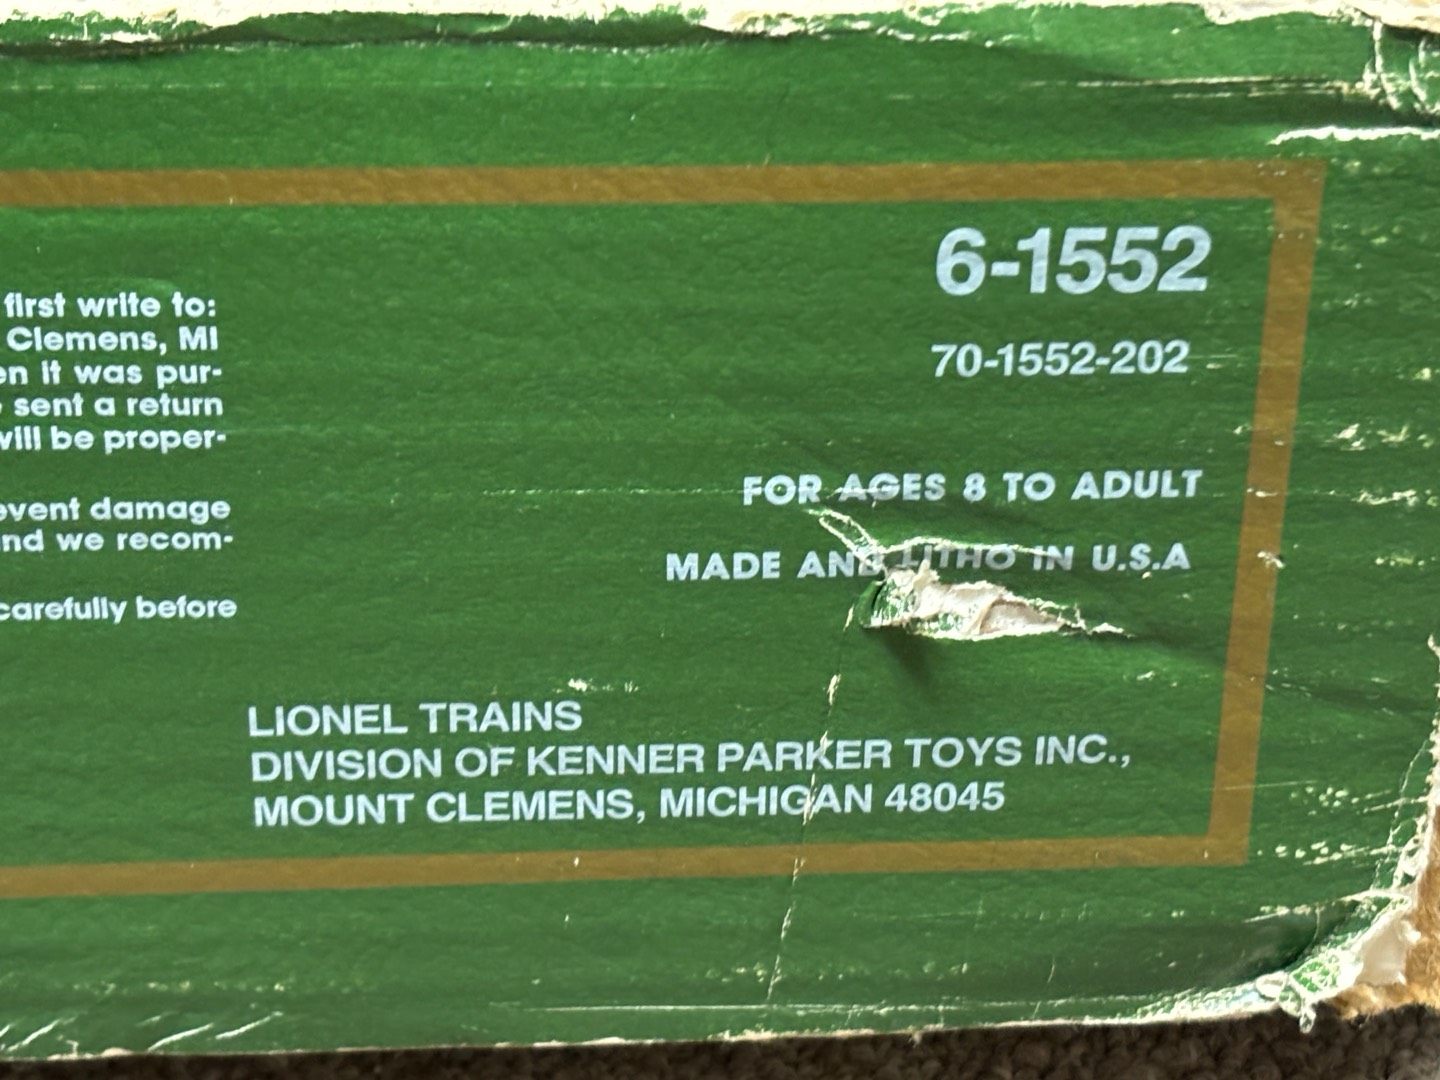 6-1552
70-1552-202
first write to:
Clemens, MI
en it was pur-
sent a return
will be proper-
event damage
and we recom-
carefully before
FOR AGES 8 TO ADULT
MADE AND LITHO IN U.S.A
LIONEL TRAINS
DIVISION OF KENNER PARKER TOYS INC.,
MOUNT CLEMENS, MICHIGAN 48045